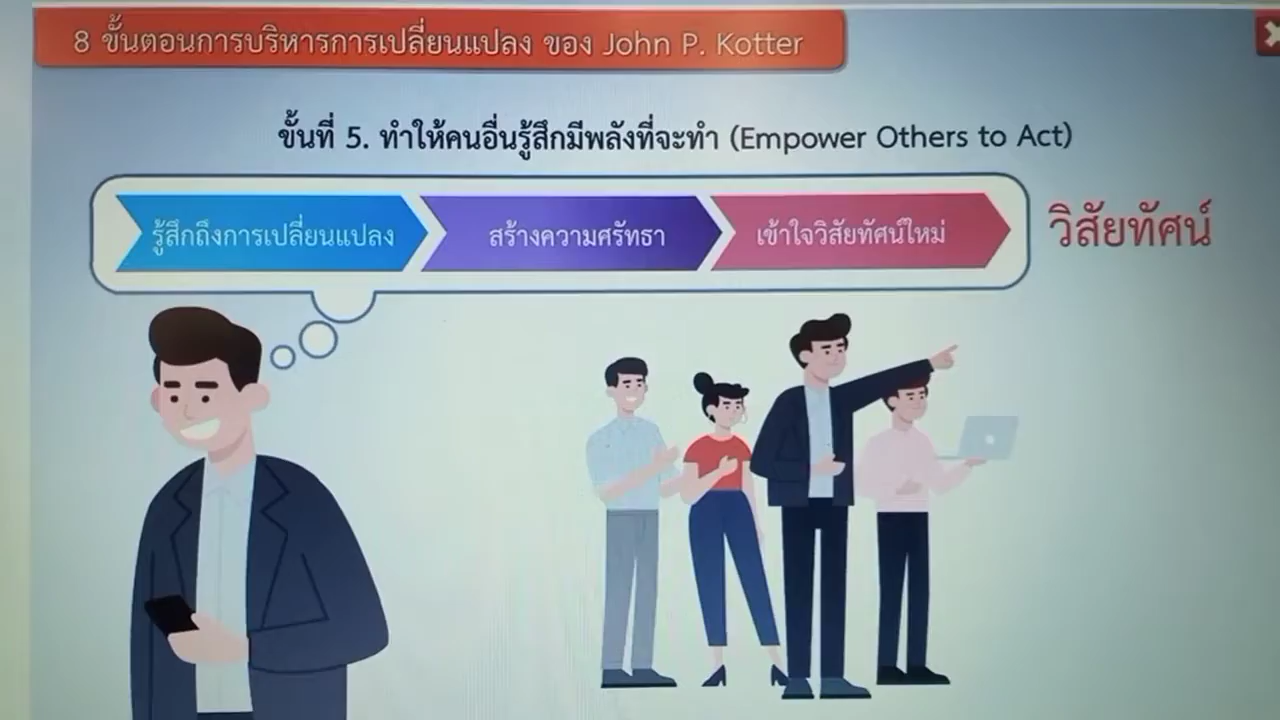 8 ขั้นตอนการบริหารการเปลี่ยนแปลง ของ John P. Kotter
ขั้นที่ 5. ทำให้คนอื่นรู้สึกมีพลังที่จะทำ (Empower Others to Act)
รู้สึกถึงการเปลี่ยนแปลง
สร้างความศรัทธา
เข้าใจวิสัยทัศน์ใหม่
วิสัยทัศน์